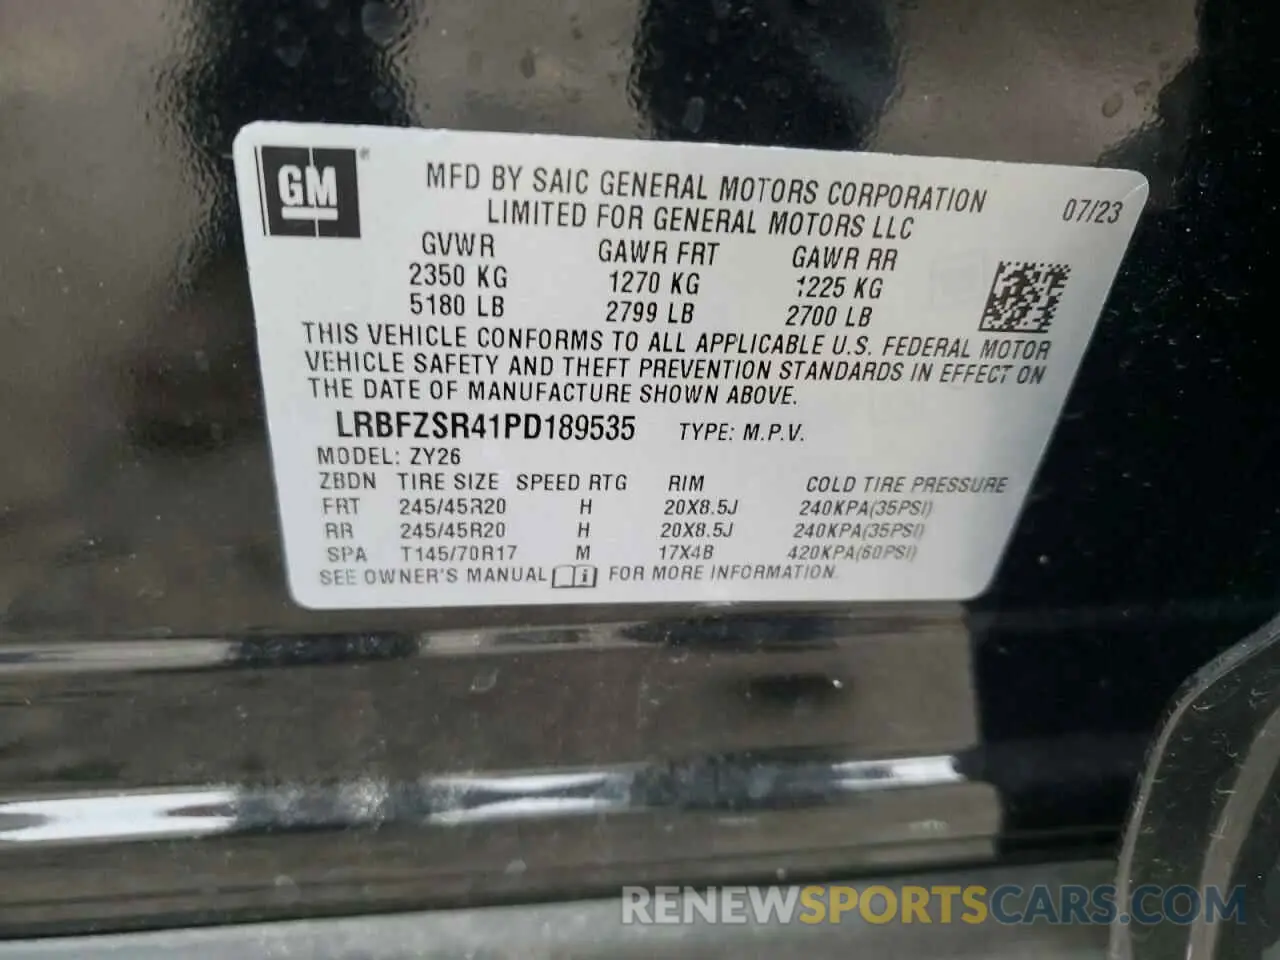 GM
MFD BY SAIC GENERAL MOTORS CORPORATION
LIMITED FOR GENERAL MOTORS LLC
07/23
GVWR GAWR FRT GAWR RR
2350 KG 1270 KG 1225 KG
5180 LB 2799 LB 2700 LB
THIS VEHICLE CONFORMS TO ALL APPLICABLE U.S. FEDERAL MOTOR
VEHICLE SAFETY AND THEFT PREVENTION STANDARDS IN EFFECT ON
THE DATE OF MANUFACTURE SHOWN ABOVE.
LRBFZSR41PD189535 TYPE: M.P.V.
MODEL: ZY26
ZBDN TIRE SIZE SPEED RTG RIM COLD TIRE PRESSURE
FRT 245/45R20 H 20X8.5J 240KPA(35PSI)
RR 245/45R20 H 20X8.5J 240KPA(35PSI)
SPA T145/70R17 M 17X4B 420KPA(60PSI)
SEE OWNER'S MANUAL i FOR MORE INFORMATION.
RENEWSPORTSCARS.COM